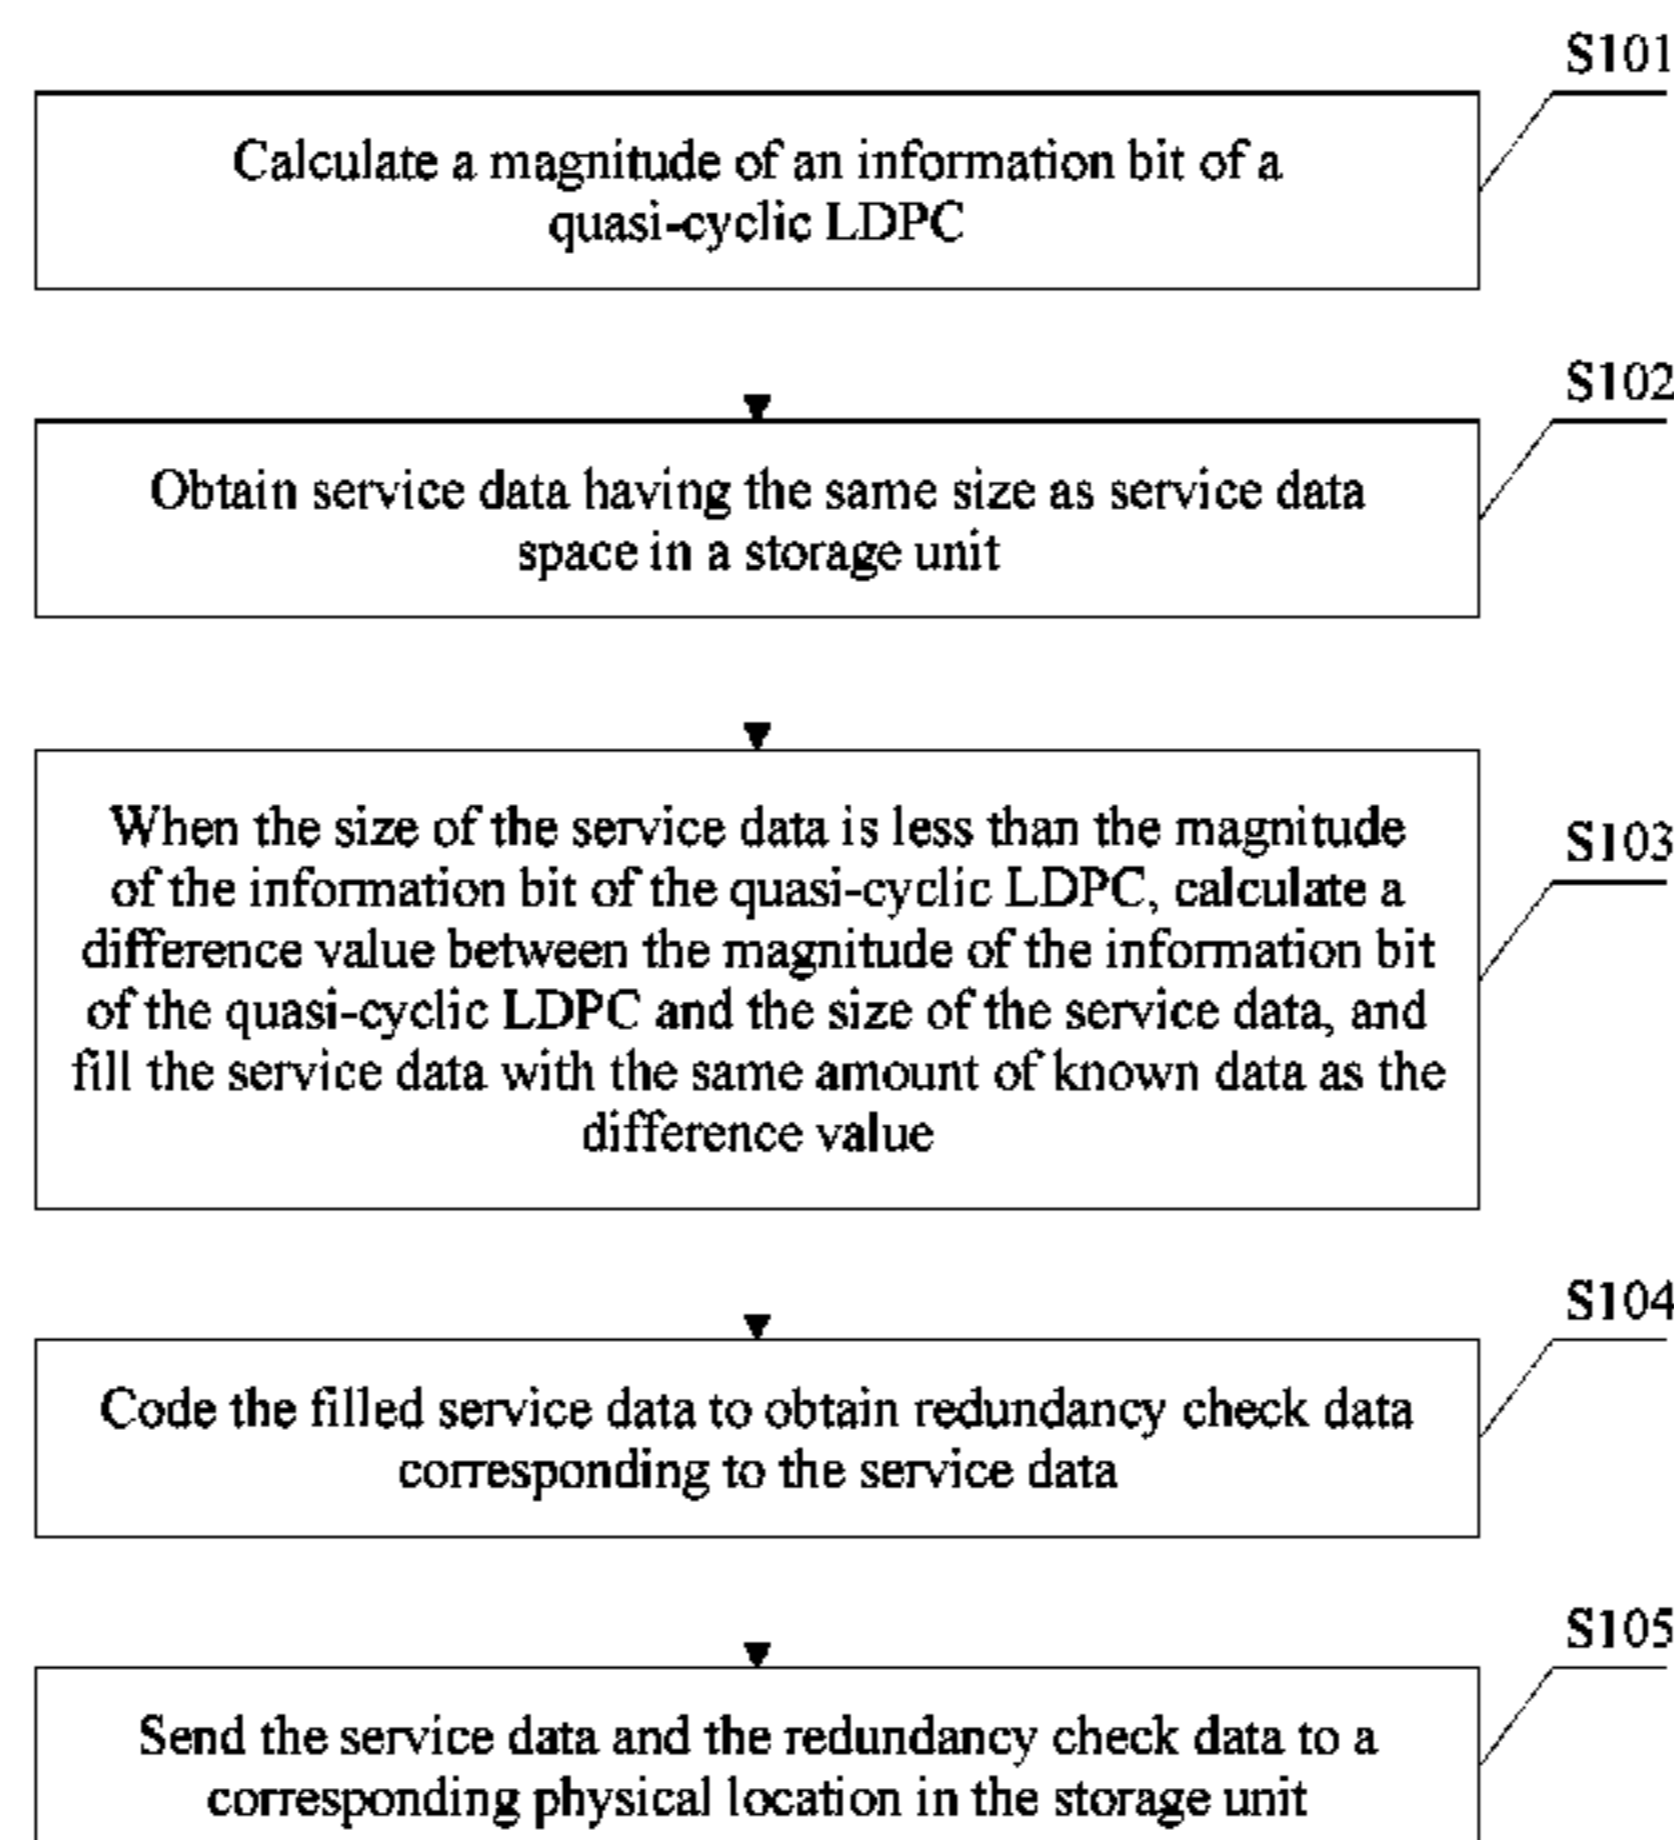 S101
Calculate a magnitude of an information bit of a
quasi-cyclic LDPC
S102
Obtain service data having the same size as service data
space in a storage unit
S103
When the size of the service data is less than the magnitude
of the information bit of the quasi-cyclic LDPC, calculate a
difference value between the magnitude of the information bit
of the quasi-cyclic LDPC and the size of the service data, and
fill the service data with the same amount of known data as the
difference value
S104
Code the filled service data to obtain redundancy check data
corresponding to the service data
S105
Send the service data and the redundancy check data to a
corresponding physical location in the storage unit